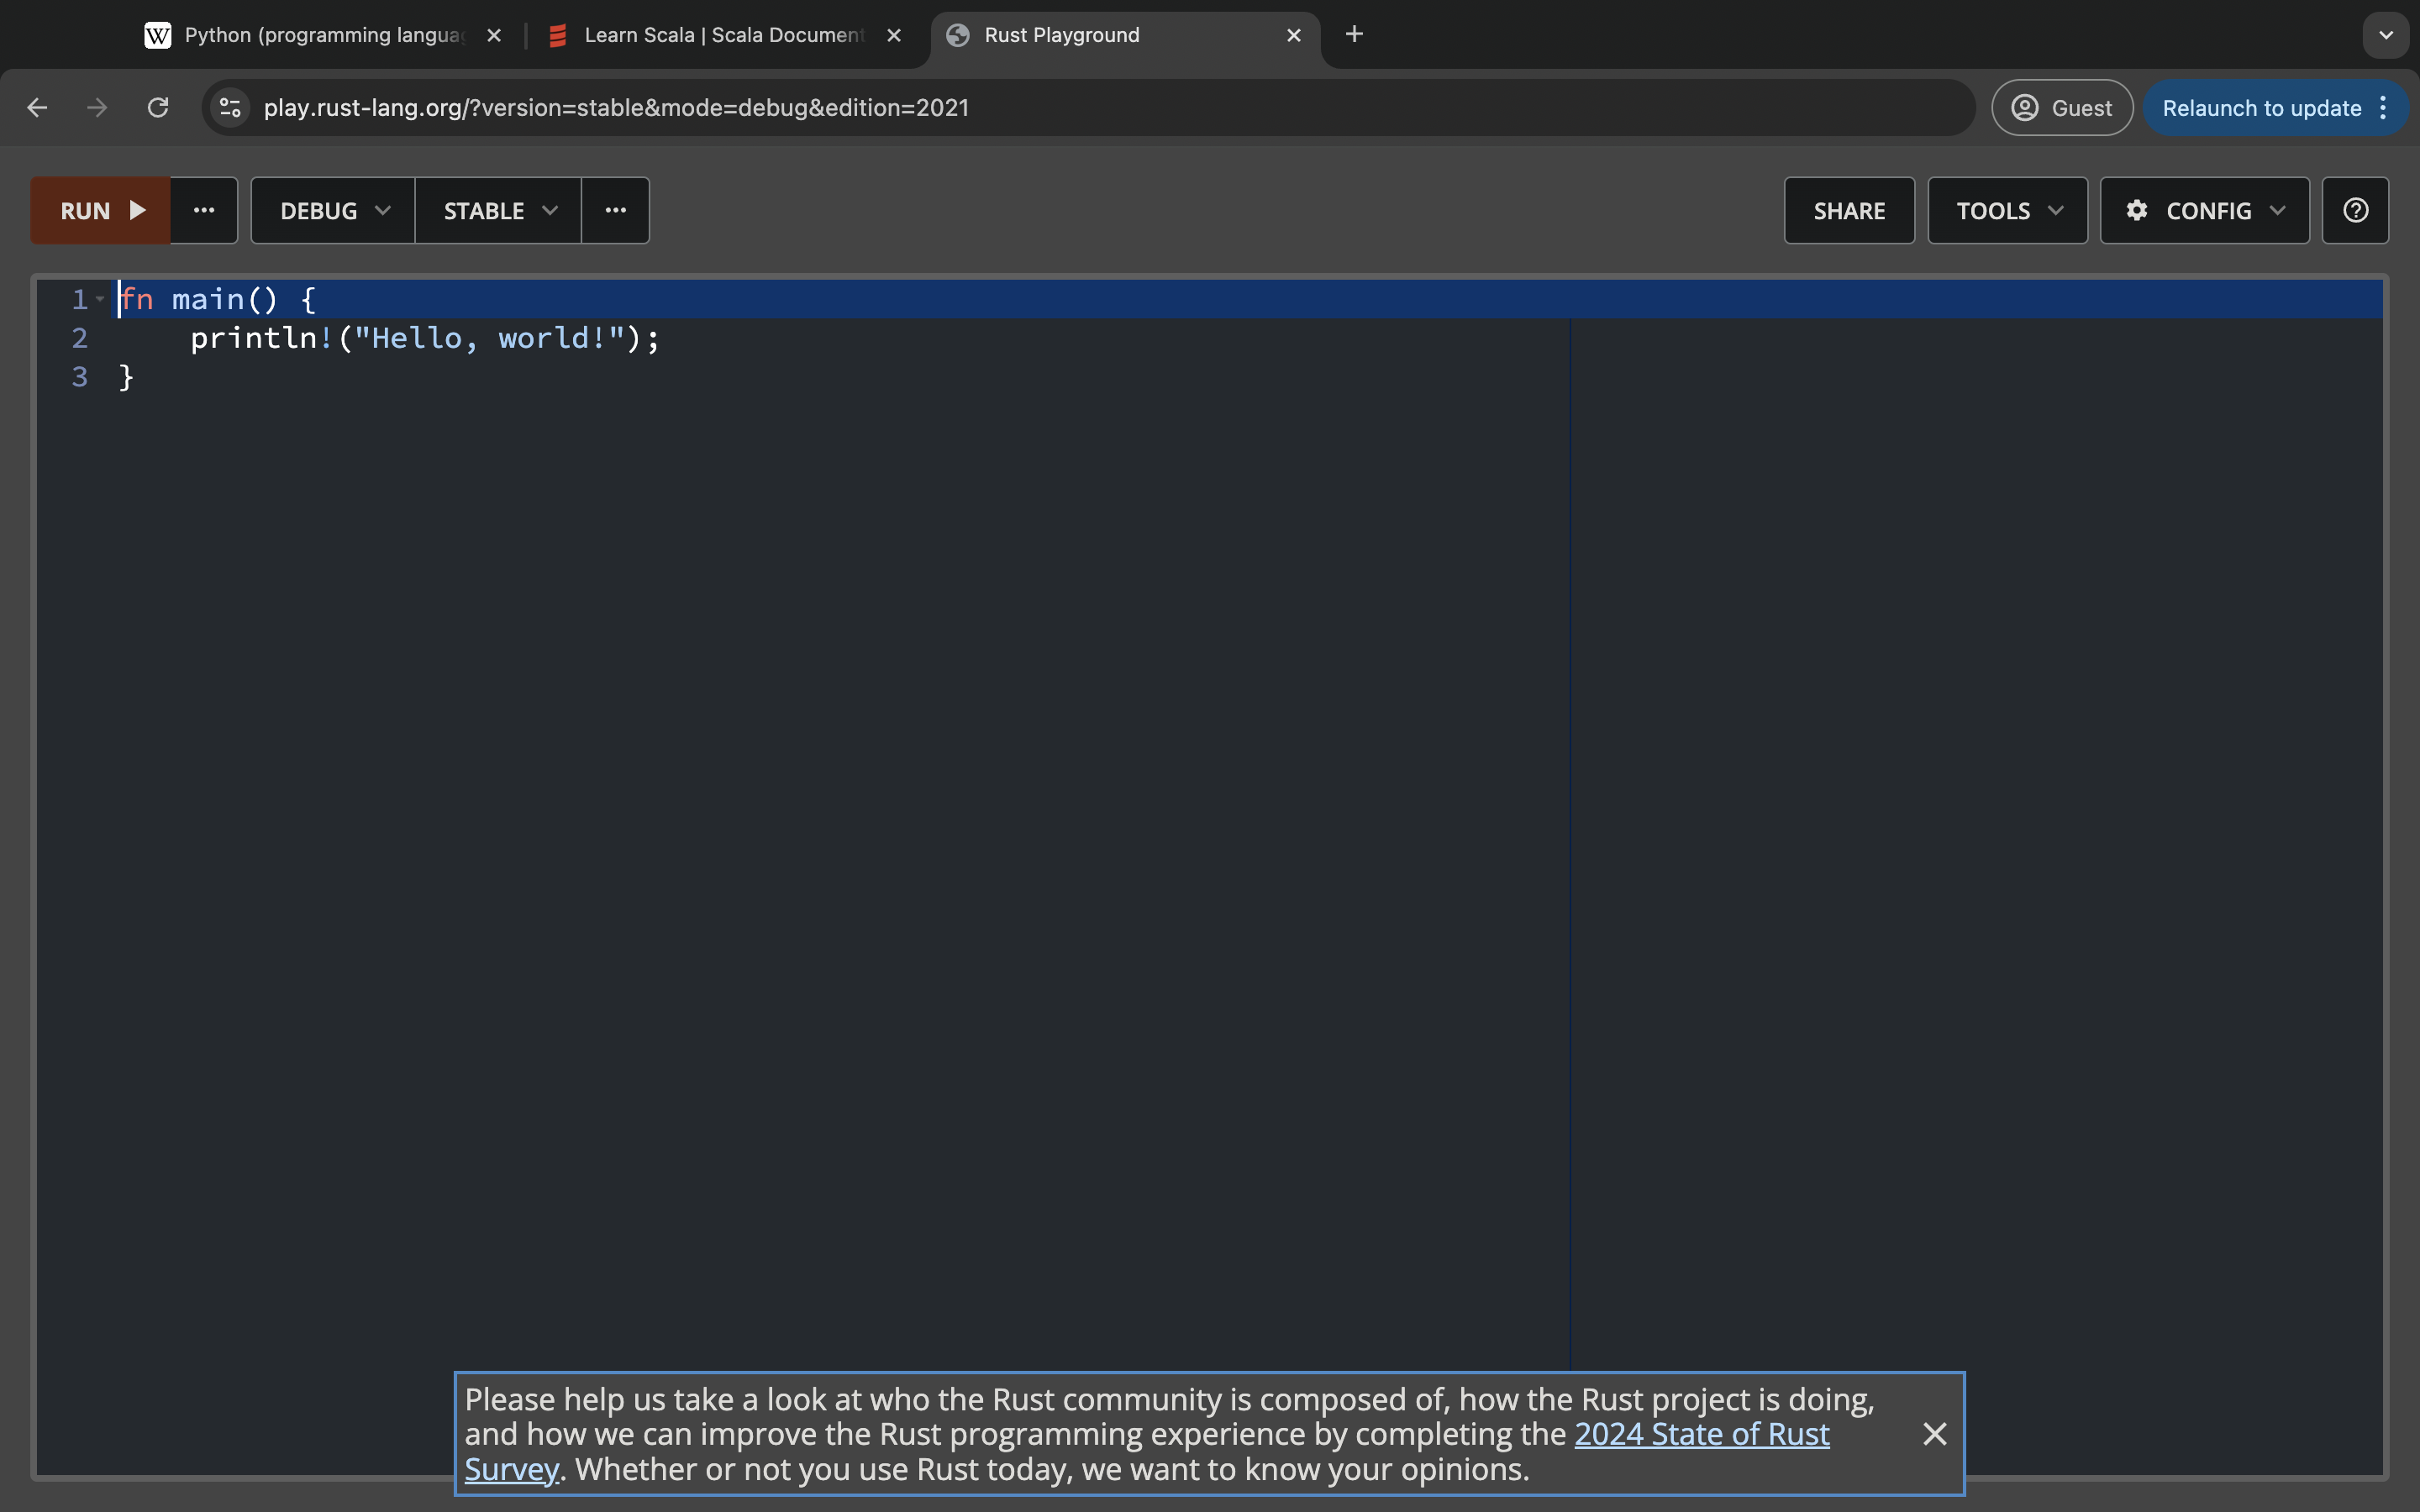 Python (programming langua
Learn Scala | Scala Document
Rust Playground
play.rust-lang.org/?version=stable&mode=debug&edition=2021
Guest
Relaunch to update
RUN
...
DEBUG
STABLE
...
SHARE
TOOLS
CONFIG
?
1 fn main() {
2     println!("Hello, world!");
3 }
Please help us take a look at who the Rust community is composed of, how the Rust project is doing,
and how we can improve the Rust programming experience by completing the 2024 State of Rust
Survey. Whether or not you use Rust today, we want to know your opinions.